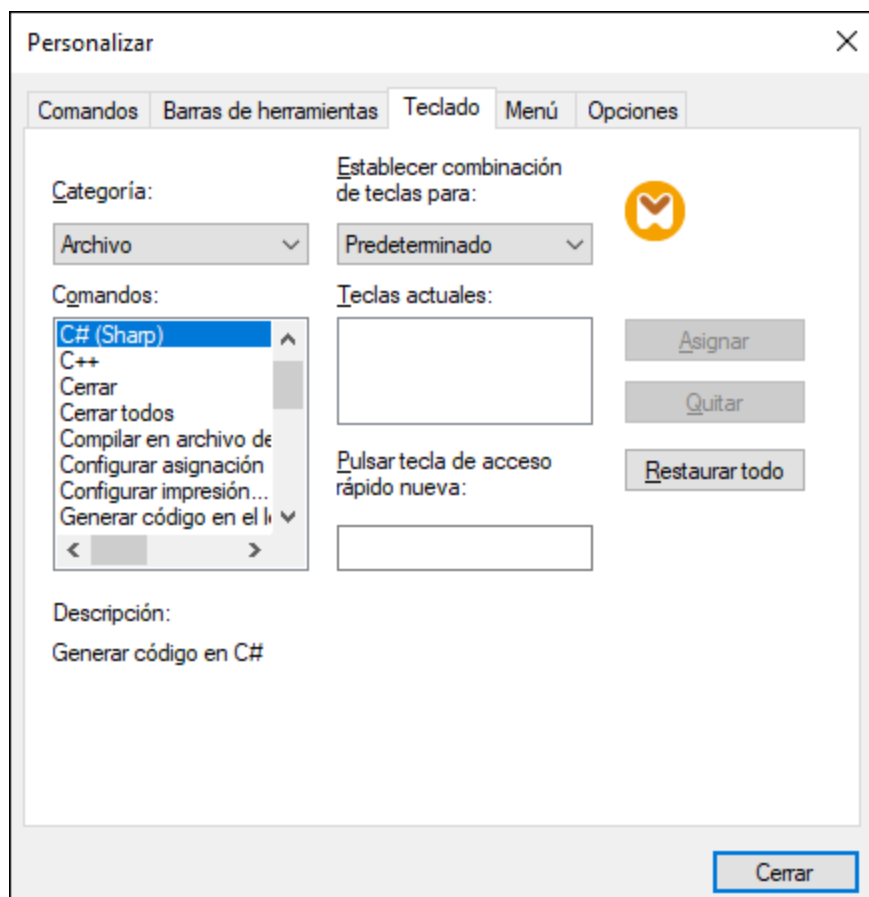 Personalizar
Comandos
Barras de herramientas
Teclado
Menú
Opciones
Categoría:
Archivo
Comandos:
C# (Sharp)
C++
Cerrar
Cerrar todos
Compilar en archivo de
Configurar asignación
Configurar impresión...
Generar código en el
Establecer combinación
de teclas para:
Predeterminado
Teclas actuales:
Pulsar tecla de acceso
rápido nueva:
Asignar
Quitar
Restaurar todo
Descripción:
Generar código en C#
Cerrar